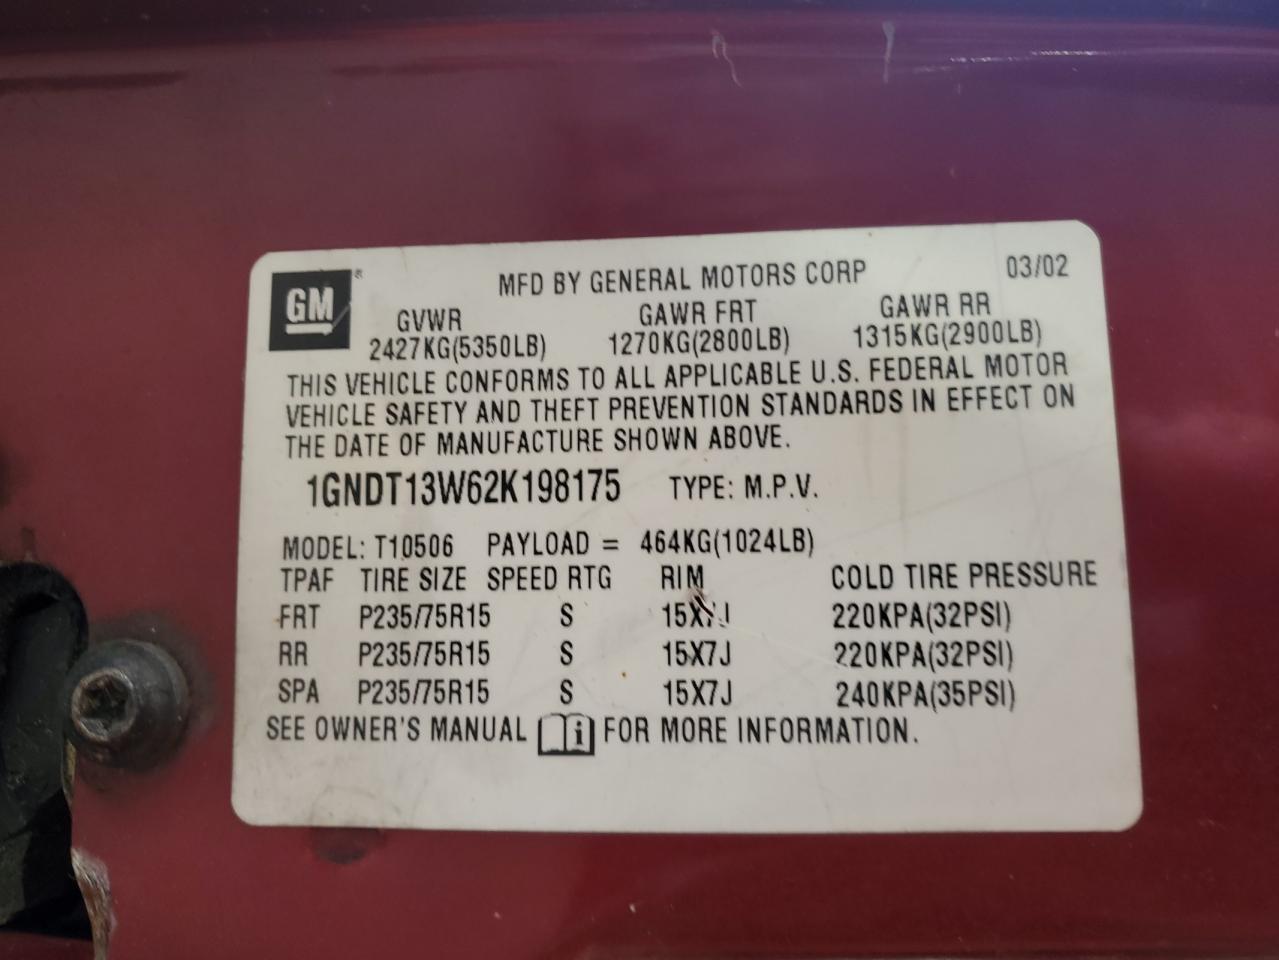 GM ®
MFD BY GENERAL MOTORS CORP 03/02
GVWR GAWR FRT GAWR RR
2427KG(5350LB) 1270KG(2800LB) 1315KG(2900LB)
THIS VEHICLE CONFORMS TO ALL APPLICABLE U.S. FEDERAL MOTOR
VEHICLE SAFETY AND THEFT PREVENTION STANDARDS IN EFFECT ON
THE DATE OF MANUFACTURE SHOWN ABOVE.
1GNDT13W62K198175 TYPE: M.P.V.
MODEL: T10506 PAYLOAD = 464KG(1024LB)
TPAF TIRE SIZE SPEED RTG RIM COLD TIRE PRESSURE
FRT P235/75R15 S 15X7J 220KPA(32PSI)
RR P235/75R15 S 15X7J 220KPA(32PSI)
SPA P235/75R15 S 15X7J 240KPA(35PSI)
SEE OWNER'S MANUAL i FOR MORE INFORMATION.